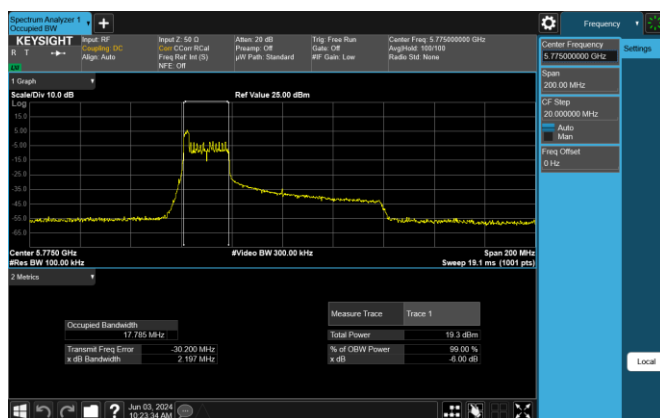 Spectrum Analyzer 1
Occupied BW
Frequency
KEYSIGHT
R T
Input: RF
Coupling: DC
Align: Auto
Input Z: 50 Ω
Corr CCorr RCal
Freq Ref: Int (S)
NFE: Off
Atten: 20 dB
Preamp: Off
µW Path: Standard
Trig: Free Run
Gate: Off
#IF Gain: Low
Center Freq: 5.775000000 GHz
Avg|Hold: 100/100
Radio Std: None
Center Frequency
5.775000000 GHz
Settings
Span
200.00 MHz
CF Step
20.000000 MHz
Auto
Man
Freq Offset
0 Hz
1 Graph
Scale/Div 10.0 dB
Ref Value 25.00 dBm
Log
15.0
5.00
-5.00
-15.0
-25.0
-35.0
-45.0
-55.0
-65.0
Center 5.7750 GHz
#Video BW 300.00 kHz
Span 200 MHz
#Res BW 100.00 kHz
Sweep 19.1 ms (1001 pts)
2 Metrics
Measure Trace Trace 1
Occupied Bandwidth
17.785 MHz
Total Power 19.3 dBm
Transmit Freq Error -30.200 MHz
% of OBW Power 99.00 %
x dB Bandwidth 2.197 MHz
x dB -6.00 dB
Local
Jun 03, 2024
10:23:34 AM